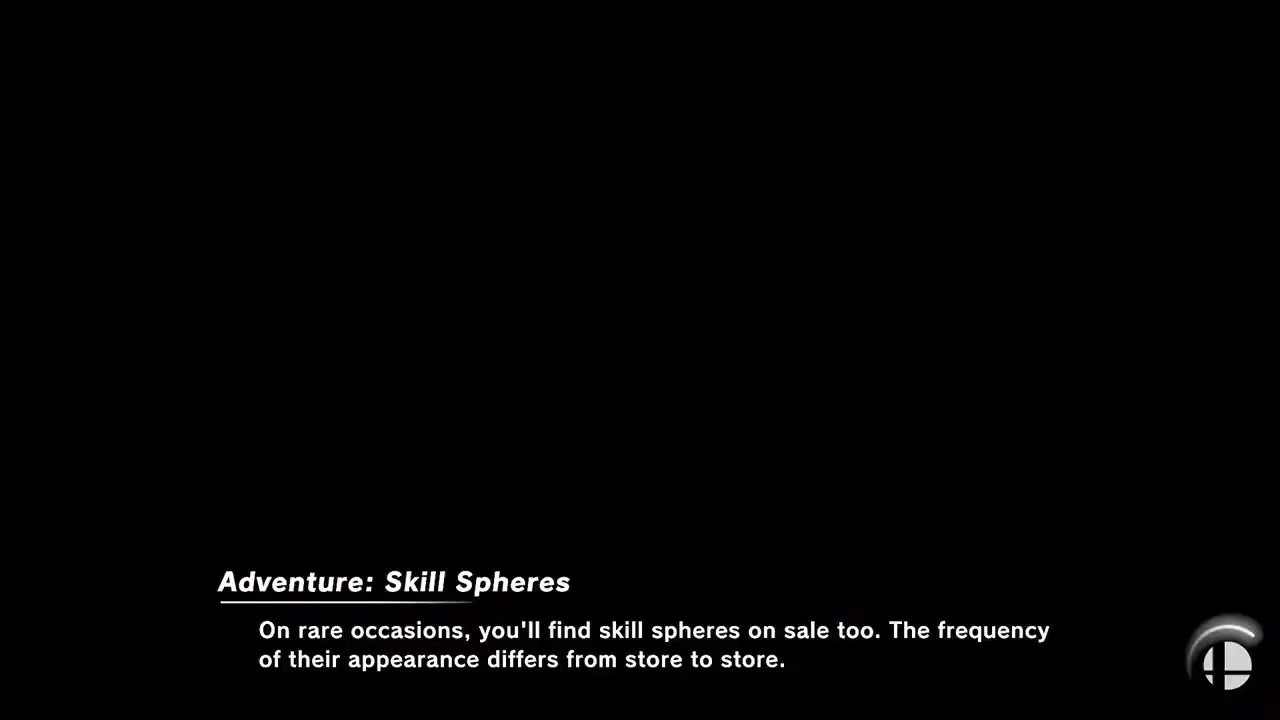 Adventure: Skill Spheres
On rare occasions, you'll find skill spheres on sale too. The frequency
of their appearance differs from store to store.